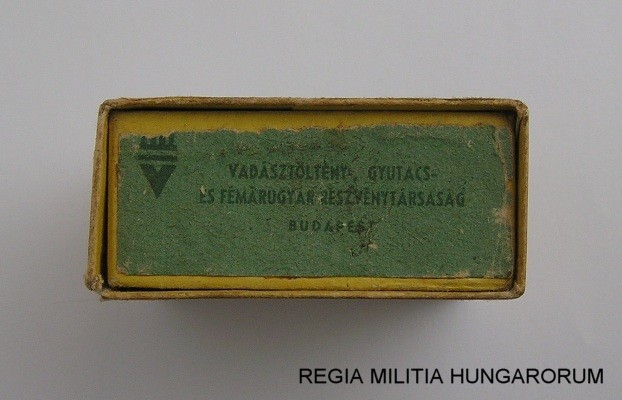 VADÁSZTÖLTÉNY-, GYUTACS-
ÉS FÉMÁRUGYÁR RÉSZVÉNYTÁRSASÁG
BUDAPEST
REGIA MILITIA HUNGARORUM